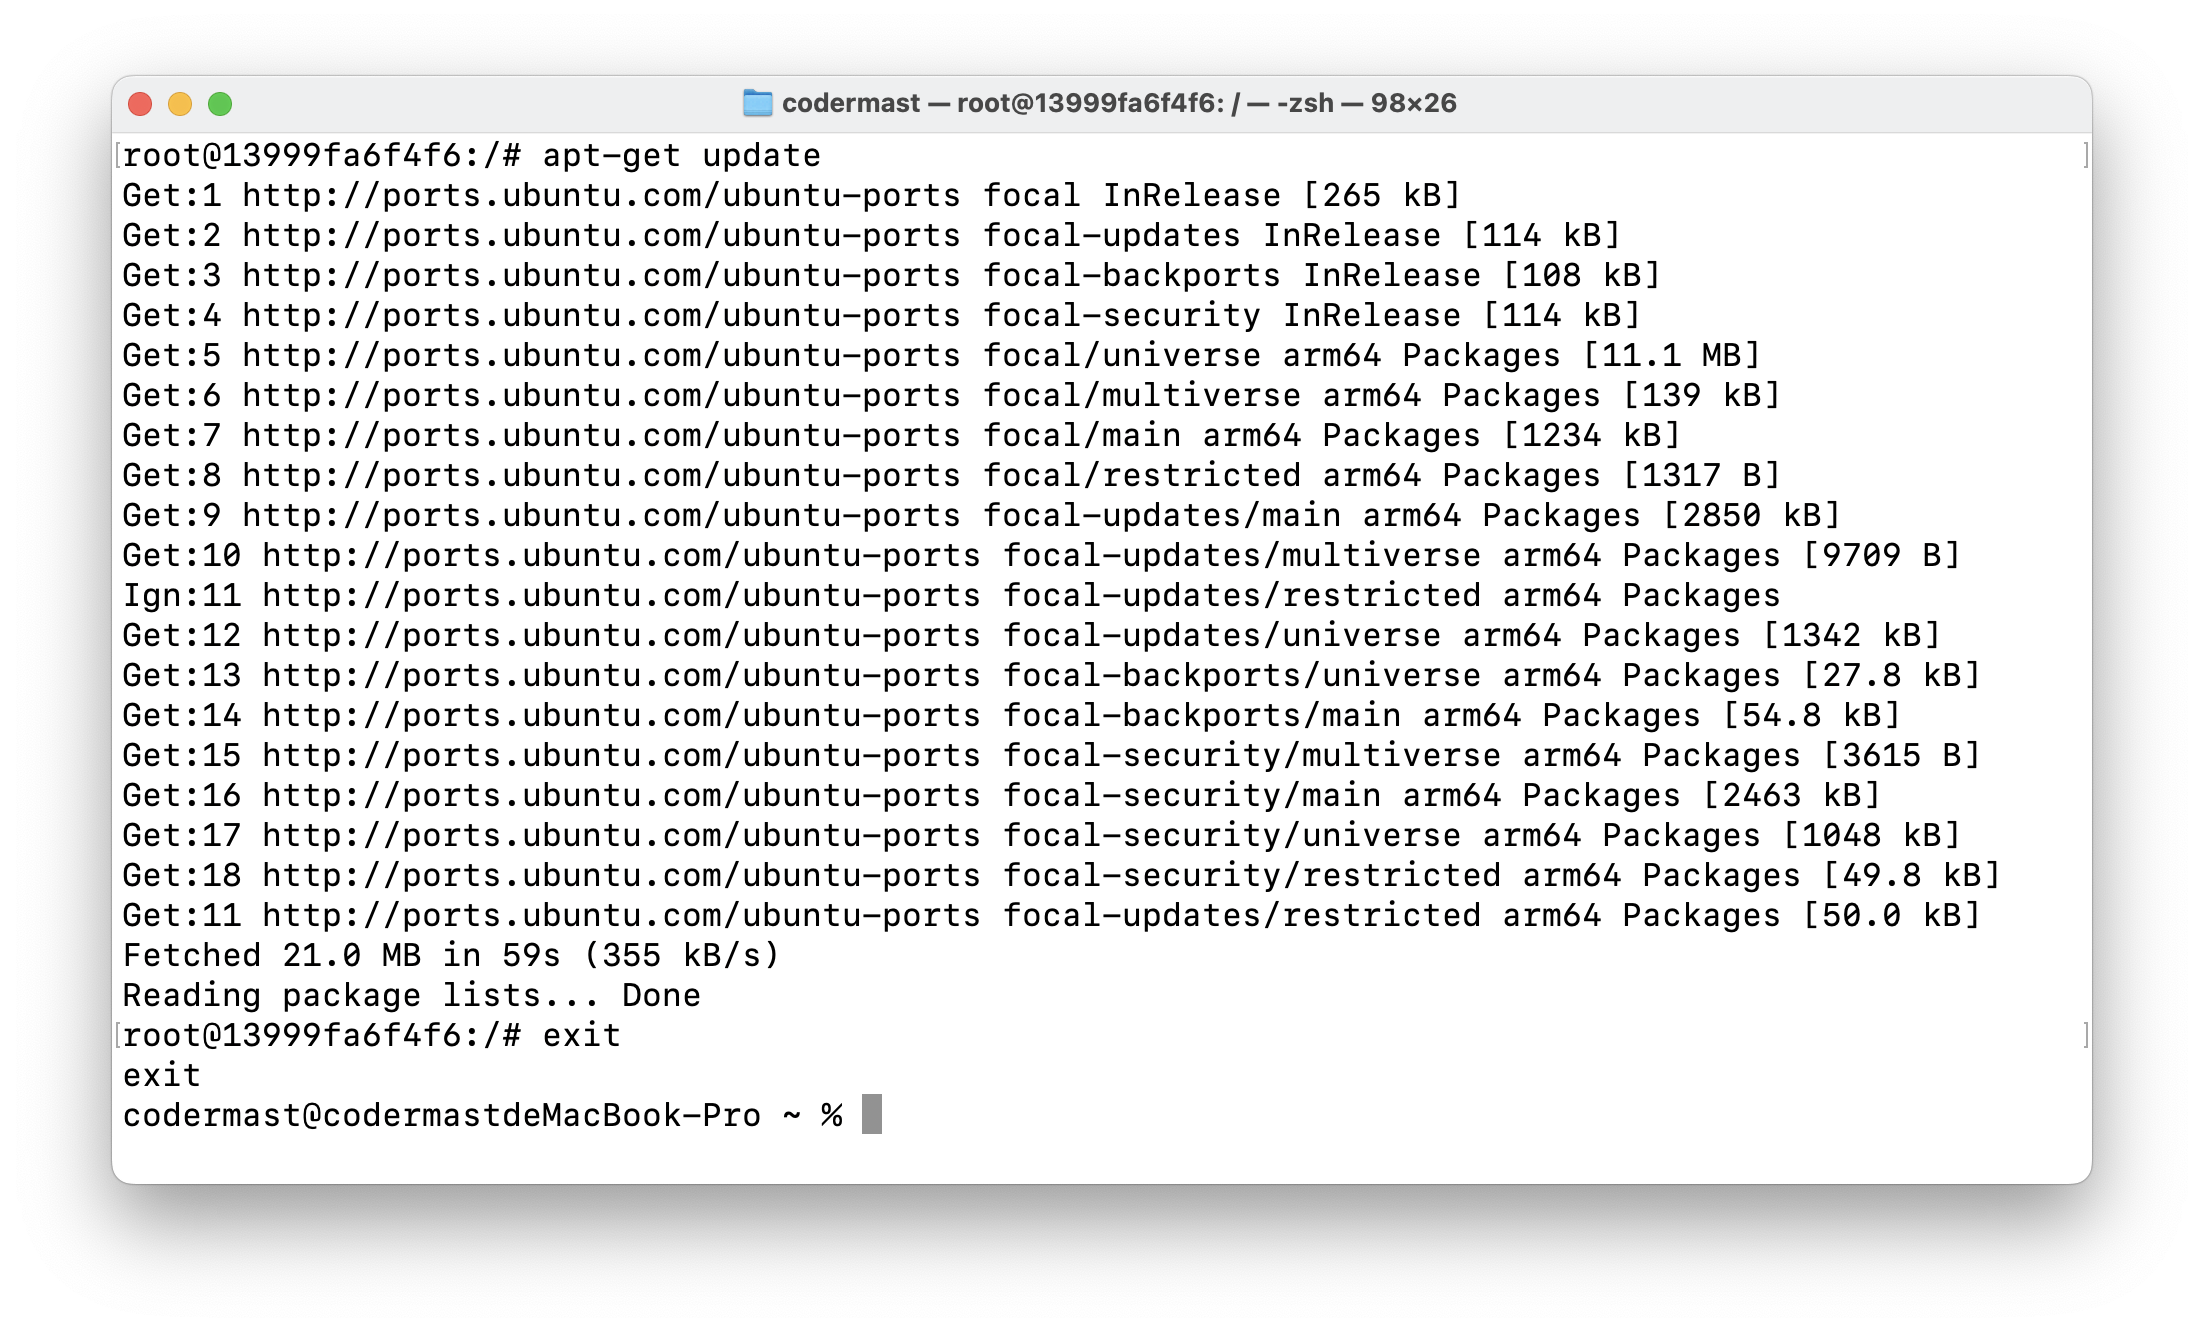 codermast — root@13999fa6f4f6: / — -zsh — 98×26
root@13999fa6f4f6:/# apt-get update
Get:1 http://ports.ubuntu.com/ubuntu-ports focal InRelease [265 kB]
Get:2 http://ports.ubuntu.com/ubuntu-ports focal-updates InRelease [114 kB]
Get:3 http://ports.ubuntu.com/ubuntu-ports focal-backports InRelease [108 kB]
Get:4 http://ports.ubuntu.com/ubuntu-ports focal-security InRelease [114 kB]
Get:5 http://ports.ubuntu.com/ubuntu-ports focal/universe arm64 Packages [11.1 MB]
Get:6 http://ports.ubuntu.com/ubuntu-ports focal/multiverse arm64 Packages [139 kB]
Get:7 http://ports.ubuntu.com/ubuntu-ports focal/main arm64 Packages [1234 kB]
Get:8 http://ports.ubuntu.com/ubuntu-ports focal/restricted arm64 Packages [1317 B]
Get:9 http://ports.ubuntu.com/ubuntu-ports focal-updates/main arm64 Packages [2850 kB]
Get:10 http://ports.ubuntu.com/ubuntu-ports focal-updates/multiverse arm64 Packages [9709 B]
Ign:11 http://ports.ubuntu.com/ubuntu-ports focal-updates/restricted arm64 Packages
Get:12 http://ports.ubuntu.com/ubuntu-ports focal-updates/universe arm64 Packages [1342 kB]
Get:13 http://ports.ubuntu.com/ubuntu-ports focal-backports/universe arm64 Packages [27.8 kB]
Get:14 http://ports.ubuntu.com/ubuntu-ports focal-backports/main arm64 Packages [54.8 kB]
Get:15 http://ports.ubuntu.com/ubuntu-ports focal-security/multiverse arm64 Packages [3615 B]
Get:16 http://ports.ubuntu.com/ubuntu-ports focal-security/main arm64 Packages [2463 kB]
Get:17 http://ports.ubuntu.com/ubuntu-ports focal-security/universe arm64 Packages [1048 kB]
Get:18 http://ports.ubuntu.com/ubuntu-ports focal-security/restricted arm64 Packages [49.8 kB]
Get:11 http://ports.ubuntu.com/ubuntu-ports focal-updates/restricted arm64 Packages [50.0 kB]
Fetched 21.0 MB in 59s (355 kB/s)
Reading package lists... Done
root@13999fa6f4f6:/# exit
exit
codermast@codermastdeMacBook-Pro ~ %